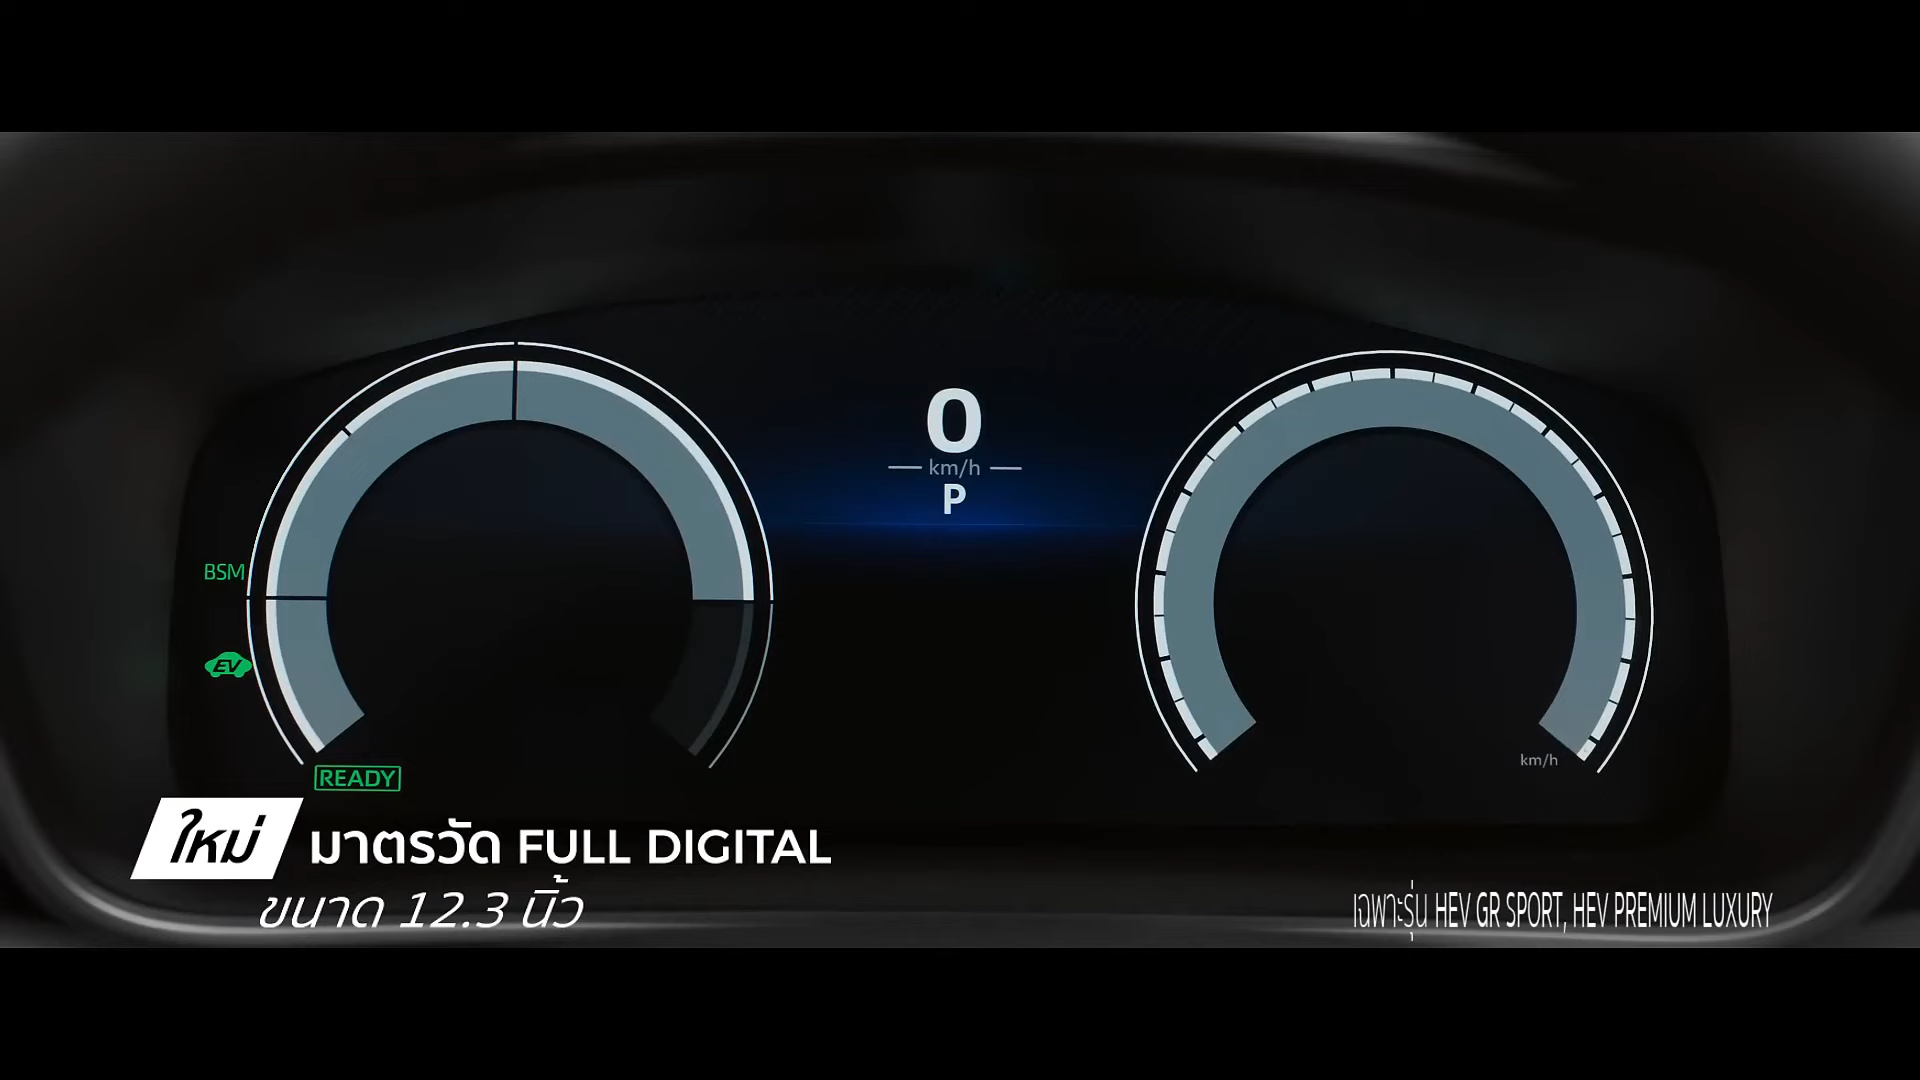 0
km/h
P
BSM
EV
km/h
READY
ใหม่ มาตรวัด FULL DIGITAL
ขนาด 12.3 นิ้ว
เฉพาะรุ่น HEV GR SPORT, HEV PREMIUM LUXURY